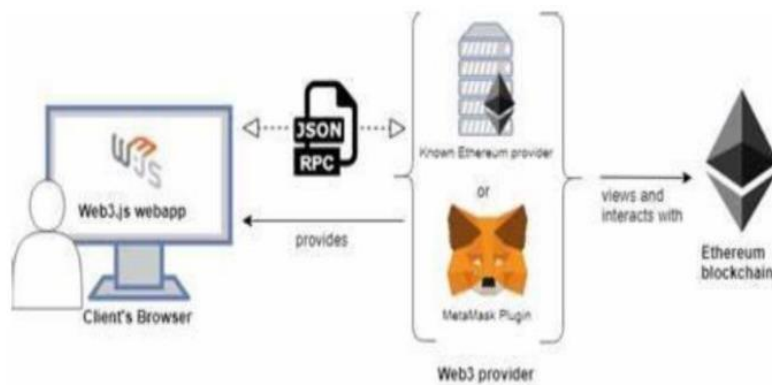 W3JS
Web3.js webapp
Client's Browser
JSON
RPC
provides
Known Ethereum provider
or
MetaMask Plugin
Web3 provider
views and
interacts with
Ethereum
blockchain